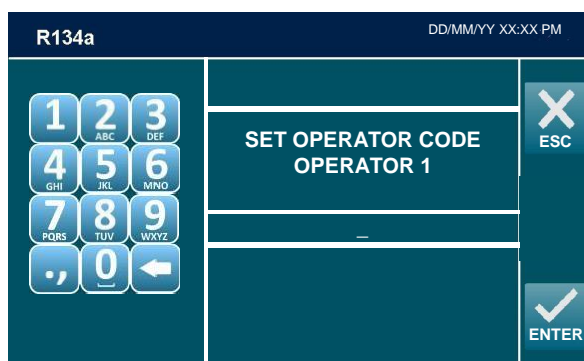 R134a
DD/MM/YY XX:XX PM
1 2 3
ABC DEF
4 5 6
GHI JKL MNO
7 8 9
PQRS TUV WXYZ
., 0
SET OPERATOR CODE
OPERATOR 1
_
ESC
ENTER